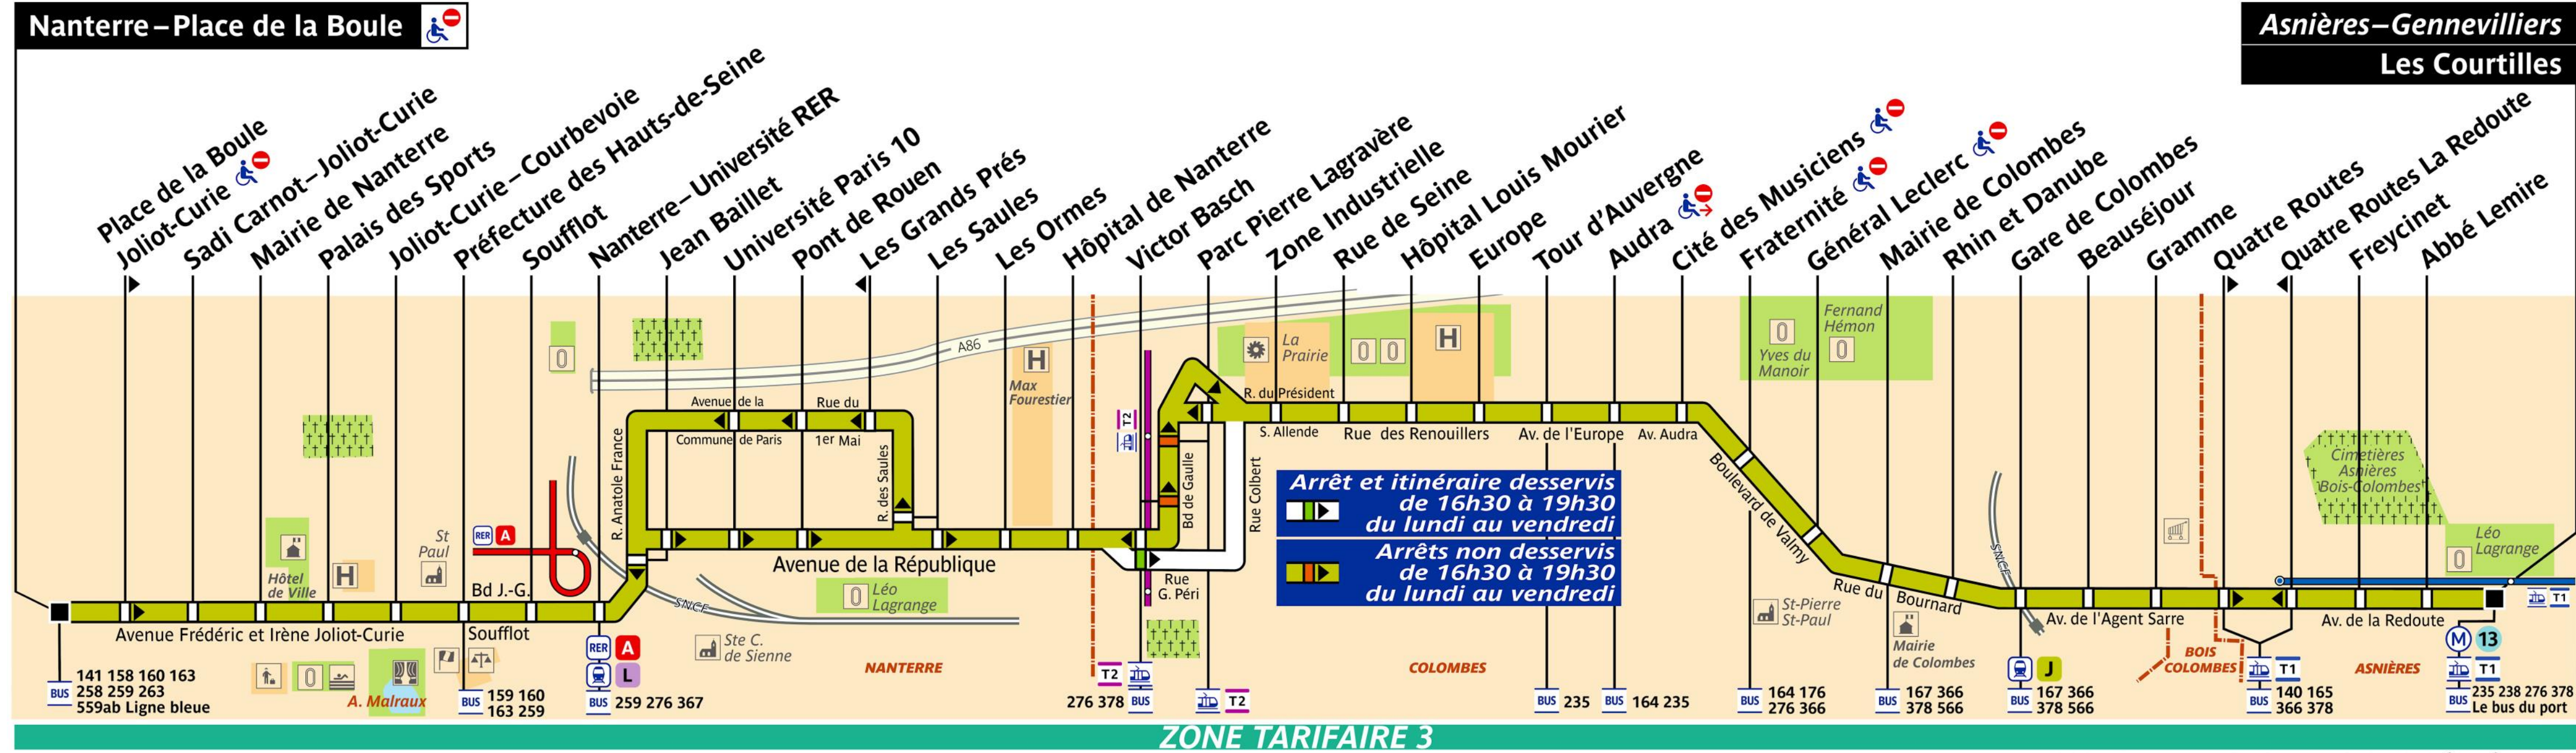 Nanterre–Place de la Boule
Asnières–Gennevilliers
Les Courtilles
Place de la Boule
Joliot-Curie
Sadi Carnot–Joliot-Curie
Mairie de Nanterre
Palais des Sports
Joliot-Curie–Courbevoie
Préfecture des Hauts-de-Seine
Soufflot
Nanterre–Université RER
Jean Baillet
Université Paris 10
Pont de Rouen
Les Grands Prés
Les Saules
Les Ormes
Hôpital de Nanterre
Victor Basch
Parc Pierre Lagravère
Zone Industrielle
Rue de Seine
Hôpital Louis Mourier
Europe
Tour d'Auvergne
Audra
Cité des Musiciens
Fraternité
Général Leclerc
Mairie de Colombes
Rhin et Danube
Gare de Colombes
Beauséjour
Gramme
Quatre Routes
Quatre Routes La Redoute
Freycinet
Abbé Lemire
A86
H
Max
Fourestier
La
Prairie
H
Yves du
Manoir
Fernand
Hémon
Avenue de la
Commune de Paris
Rue du
1er Mai
R. Anatole France
R. des Saules
T2
Bd de Gaulle
Rue Colbert
R. du Président
S. Allende
Rue des Renouillers
Av. de l'Europe
Av. Audra
Boulevard de Valmy
Cimetières
Asnières
Bois-Colombes
Léo
Lagrange
Arrêt et itinéraire desservis
de 16h30 à 19h30
du lundi au vendredi
Arrêts non desservis
de 16h30 à 19h30
du lundi au vendredi
Hôtel
de Ville
H
St
Paul
RER A
Bd J.-G.
Soufflot
Avenue Frédéric et Irène Joliot-Curie
SNCF
Avenue de la République
Léo
Lagrange
Ste C.
de Sienne
Rue
G. Péri
SNCF
Rue du Bournard
St-Pierre
St-Paul
Mairie
de Colombes
Av. de l'Agent Sarre
Av. de la Redoute
T1
A. Malraux
NANTERRE
COLOMBES
BOIS
COLOMBES
ASNIÈRES
BUS
141 158 160 163
258 259 263
559ab Ligne bleue
BUS
159 160
163 259
RER A
L
BUS 259 276 367
T2
276 378 BUS
T2
BUS 235
BUS 164 235
BUS
164 176
276 366
BUS
167 366
378 566
J
BUS
167 366
378 566
T1
BUS
140 165
366 378
M 13
T1
BUS
235 238 276 378
Le bus du port
ZONE TARIFAIRE 3